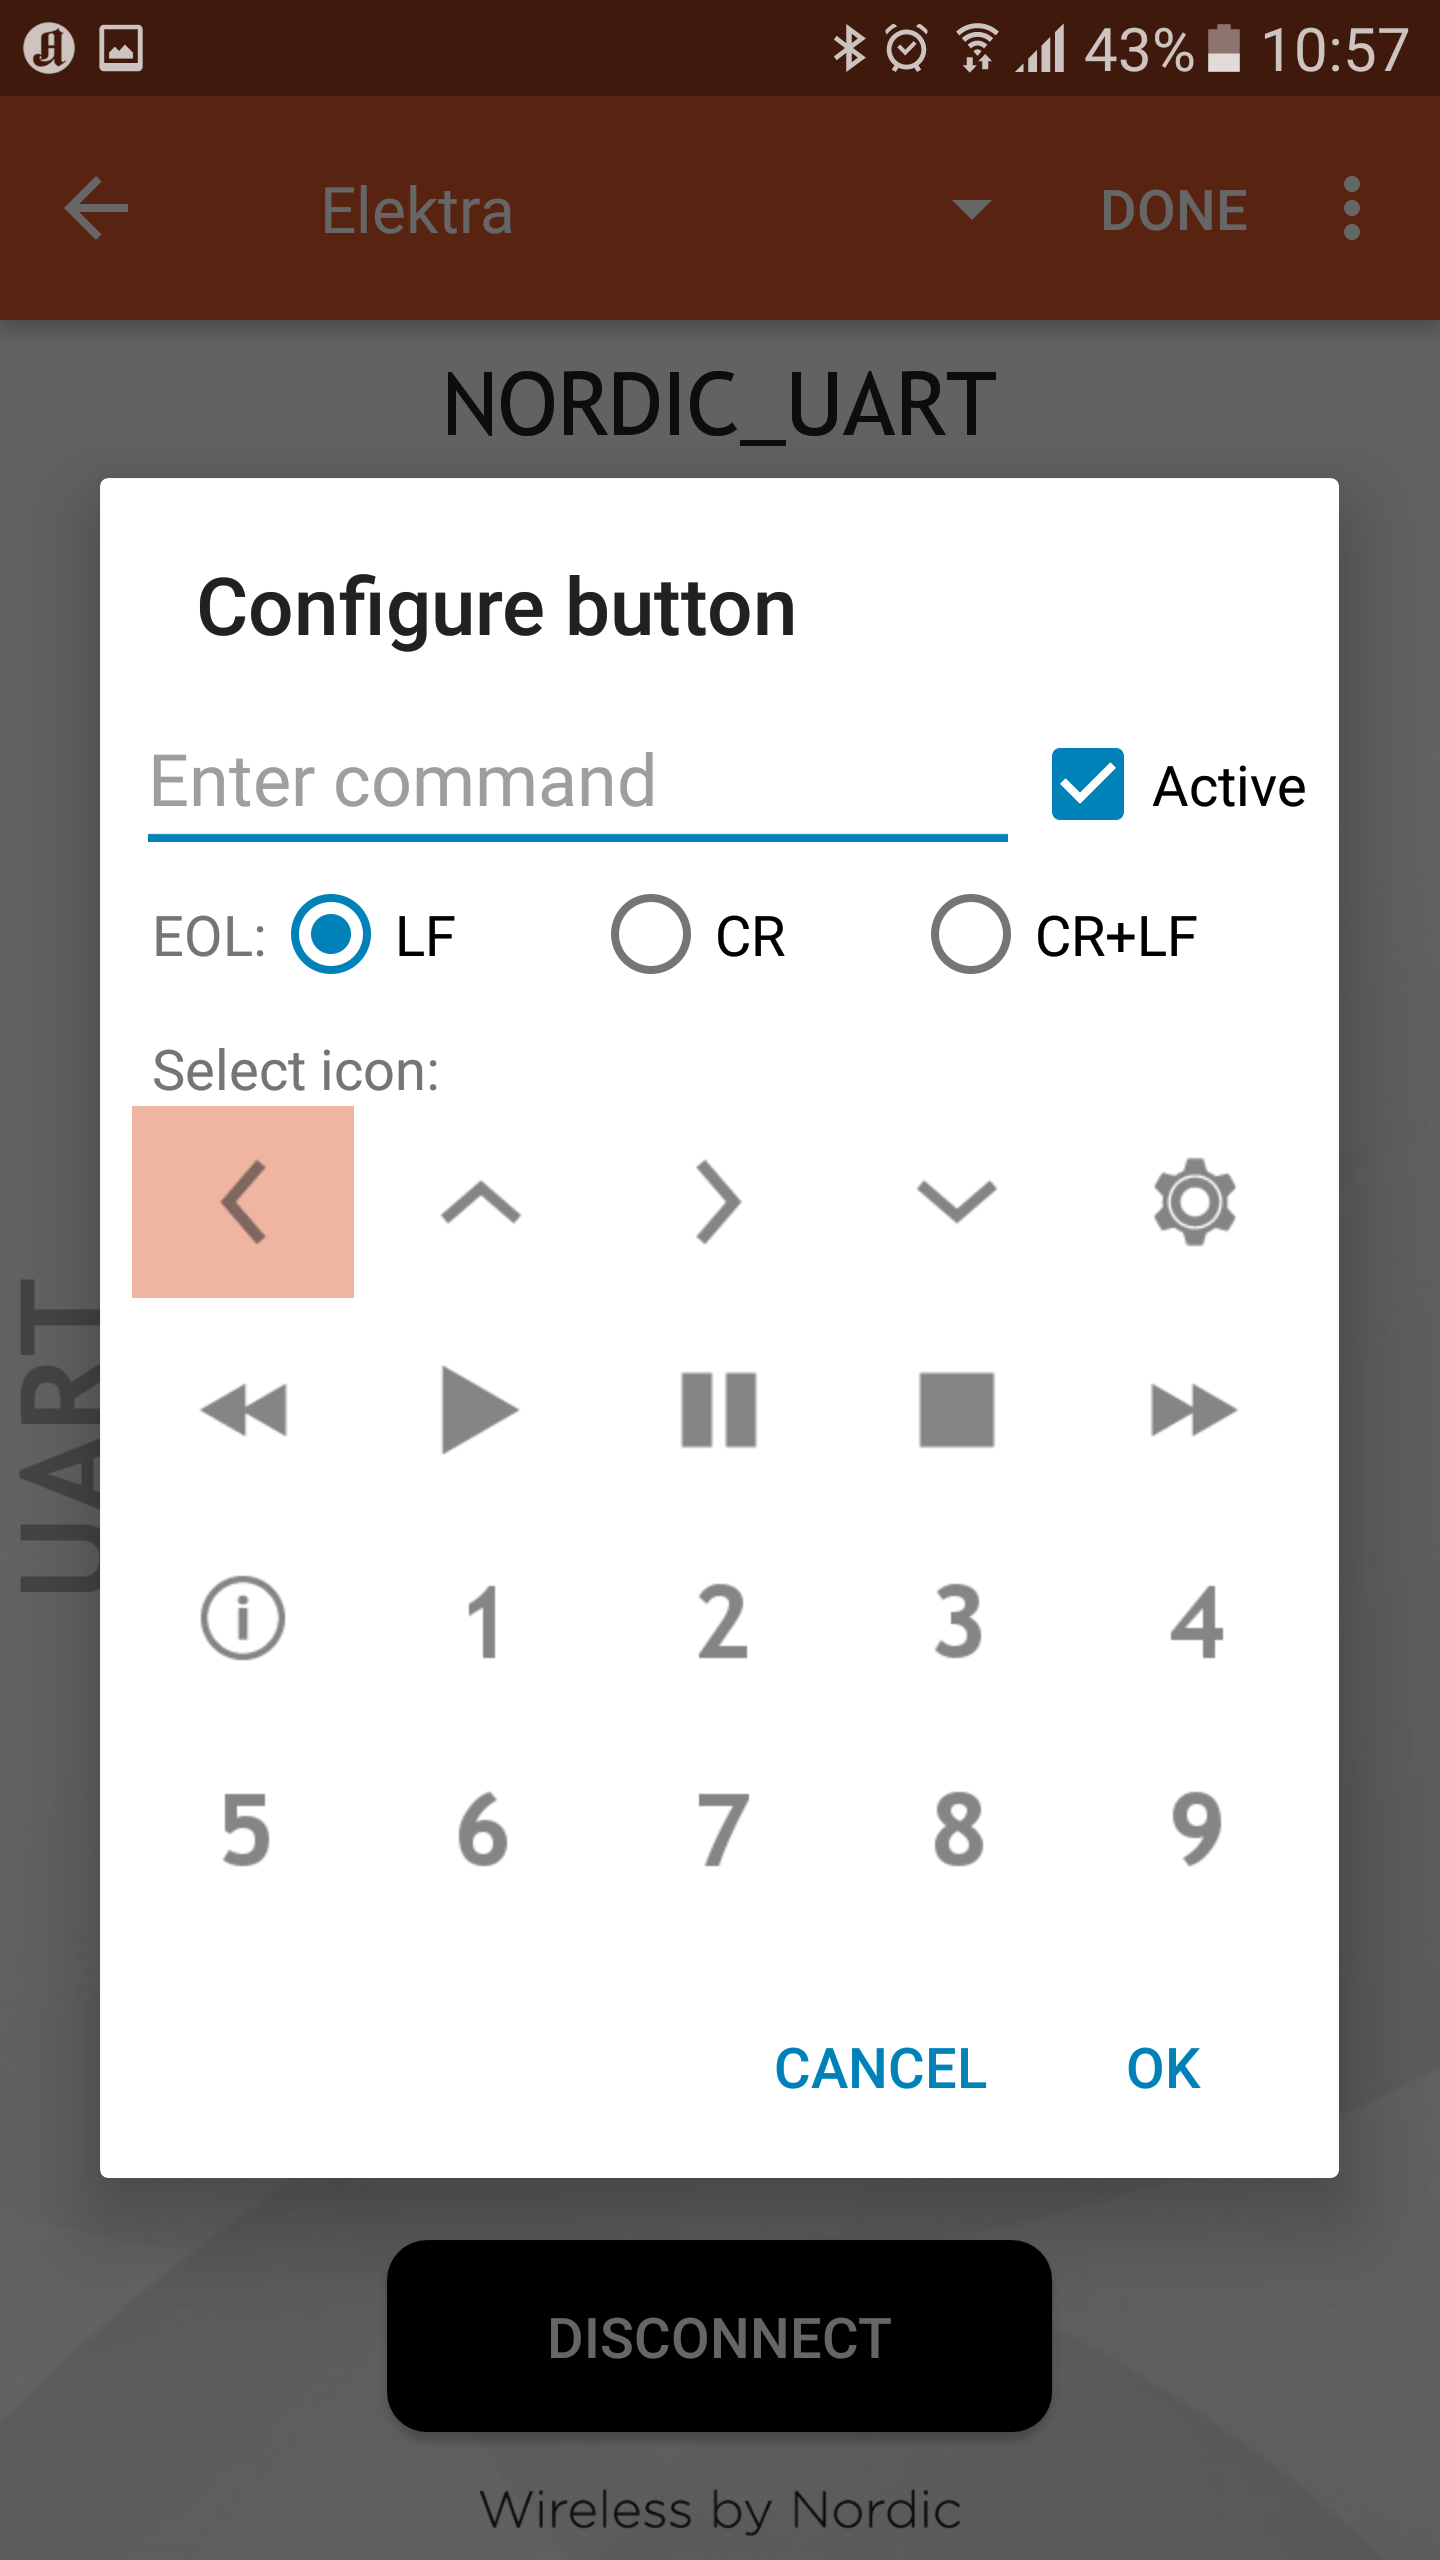 43% 10:57
Elektra DONE
NORDIC_UART
Configure button
Enter command Active
EOL: LF CR CR+LF
Select icon:
1 2 3 4
5 6 7 8 9
CANCEL OK
UART
DISCONNECT
Wireless by Nordic